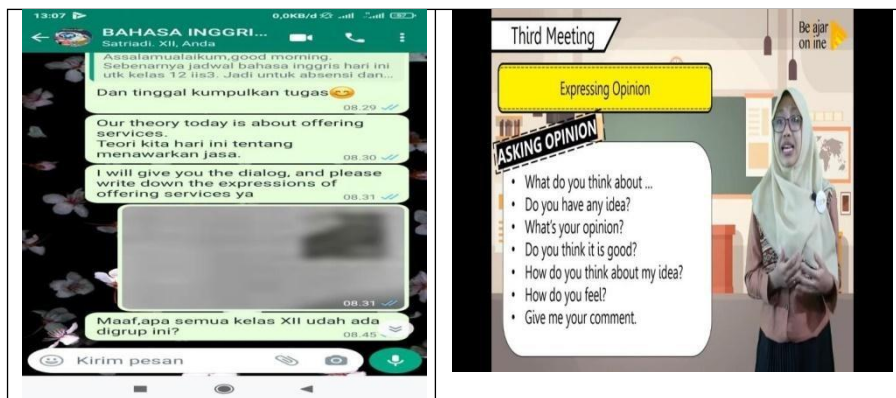 13:07
0,0KB/d
BAHASA INGGRI...
Satriadi. XII, Anda
Assalamualaikum,good morning.
Sebenarnya jadwal bahasa inggris hari ini
utk kelas 12 iis3. Jadi untuk absensi dan...
Dan tinggal kumpulkan tugas
08.29
Our theory today is about offering
services.
Teori kita hari ini tentang
menawarkan jasa.
08.30
I will give you the dialog, and please
write down the expressions of
offering services ya
08.31
08.31
Maaf,apa semua kelas XII udah ada
digrup ini?
08.45
Kirim pesan
Third Meeting
Be ajar
on ine
Expressing Opinion
ASKING OPINION
• What do you think about ...
• Do you have any idea?
• What's your opinion?
• Do you think it is good?
• How do you think about my idea?
• How do you feel?
• Give me your comment.